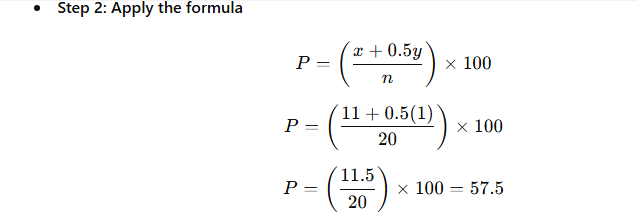 • Step 2: Apply the formula
P = ( x + 0.5y / n ) × 100
P = ( 11 + 0.5(1) / 20 ) × 100
P = ( 11.5 / 20 ) × 100 = 57.5